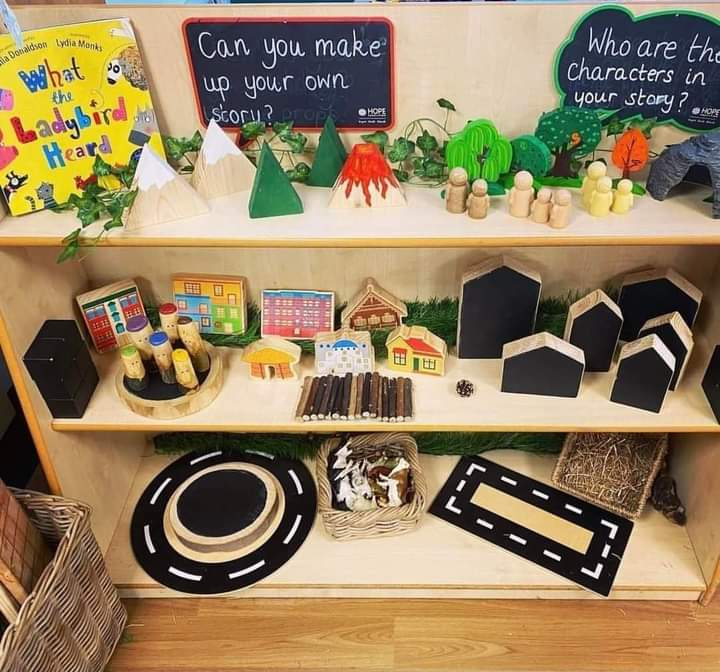 Donaldson Lydia Monks
What
the
Ladybird
Heard
Can you make
up your own
story? props
HOPE
Who are the
Characters in
your story?
HOPE